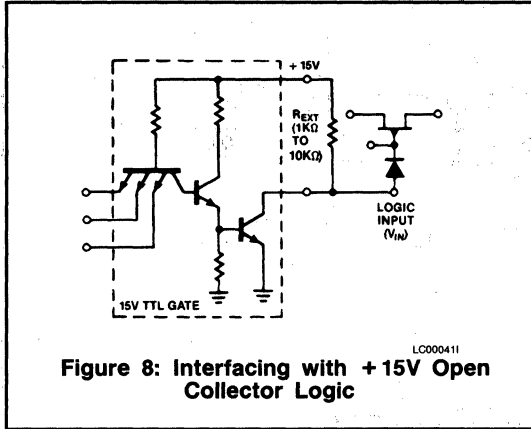 + 15V
REXT
(1KΩ
TO
10KΩ)
LOGIC
INPUT
(VIN)
15V TTL GATE
LC00041I
Figure 8: Interfacing with +15V Open
Collector Logic